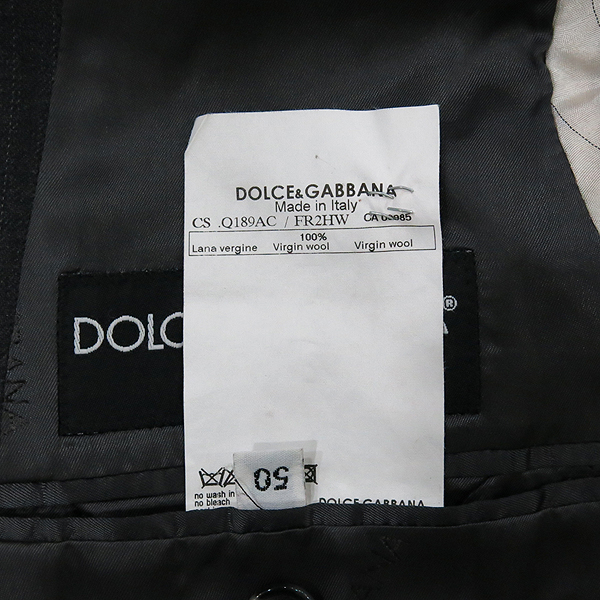 DOLCE&GABBANA
Made in Italy
CS .Q189AC / FR2HW
100%
Lana vergine Virgin wool Virgin wool
DOLC
®
A
50
no wash in
no bleach
DOLCE GABBANA